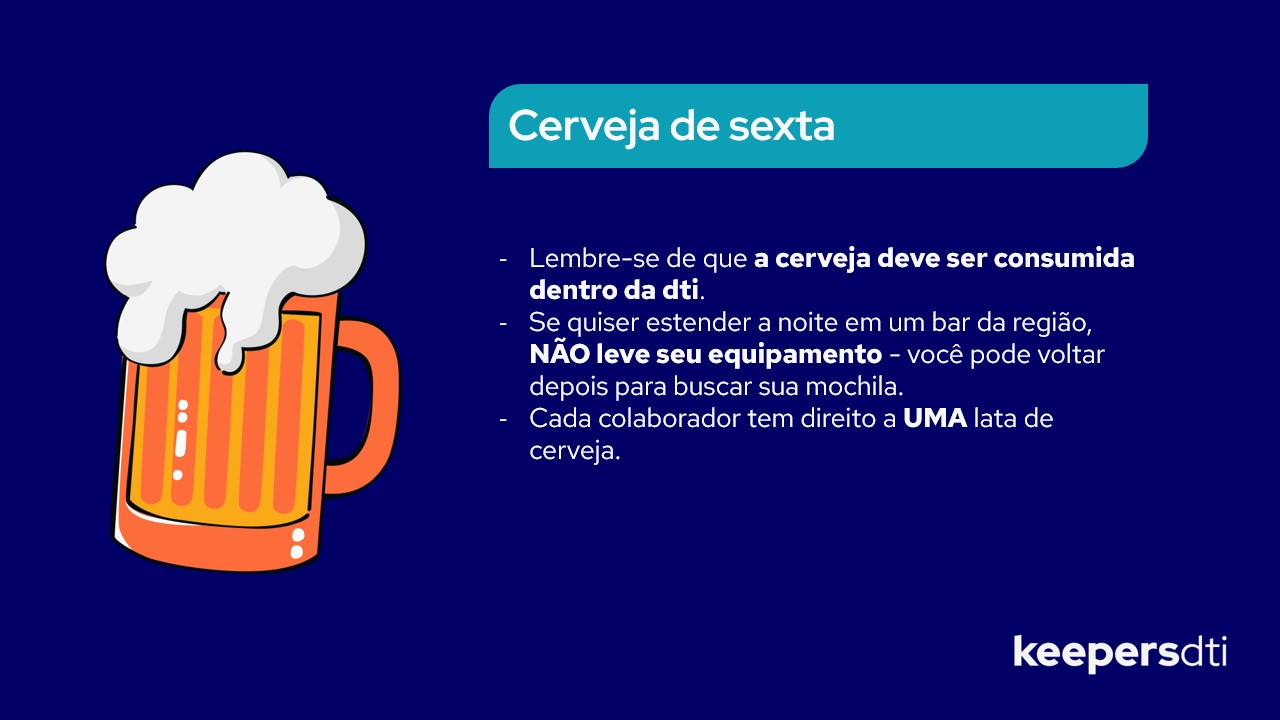 Cerveja de sexta
- Lembre-se de que a cerveja deve ser consumida
dentro da dti.
- Se quiser estender a noite em um bar da região,
NÃO leve seu equipamento - você pode voltar
depois para buscar sua mochila.
- Cada colaborador tem direito a UMA lata de
cerveja.
keepersdti